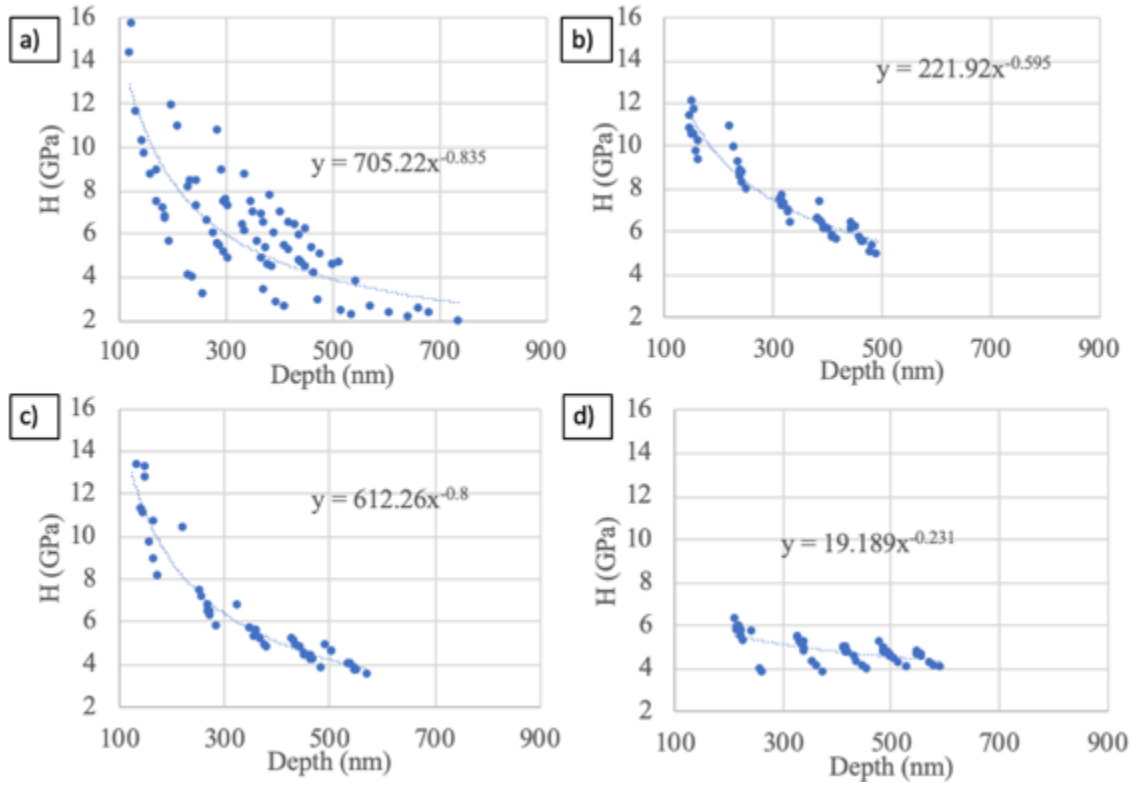 a)
16
14
12
10
8
6
4
2
H (GPa)
y = 705.22x^-0.835
100 300 500 700 900
Depth (nm)
b)
16
14
12
10
8
6
4
2
H (GPa)
y = 221.92x^-0.595
100 300 500 700 900
Depth (nm)
c)
16
14
12
10
8
6
4
2
H (GPa)
y = 612.26x^-0.8
100 300 500 700 900
Depth (nm)
d)
16
14
12
10
8
6
4
2
H (GPa)
y = 19.189x^-0.231
100 300 500 700 900
Depth (nm)